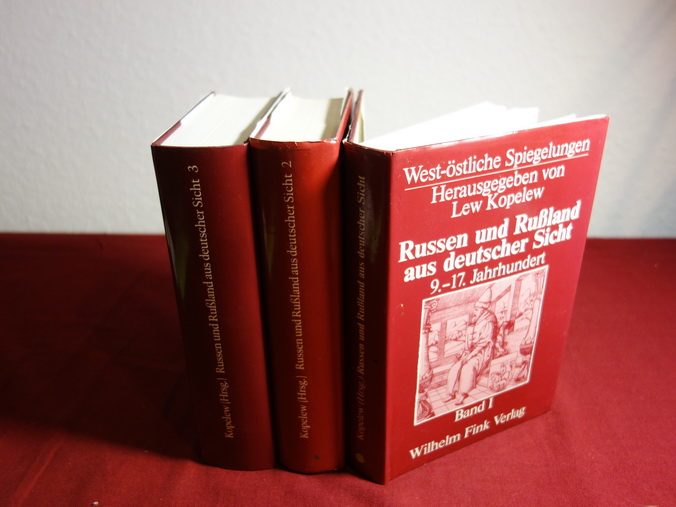 Kopelew (Hrsg.) Russen und Rußland aus deutscher Sicht 3
Kopelew (Hrsg.) Russen und Rußland aus deutscher Sicht 2
Kopelew (Hrsg.) Russen und Rußland aus deutscher Sicht
West-östliche Spiegelungen
Herausgegeben von
Lew Kopelew
Russen und Rußland
aus deutscher Sicht
9.–17. Jahrhundert
Band I
Wilhelm Fink Verlag